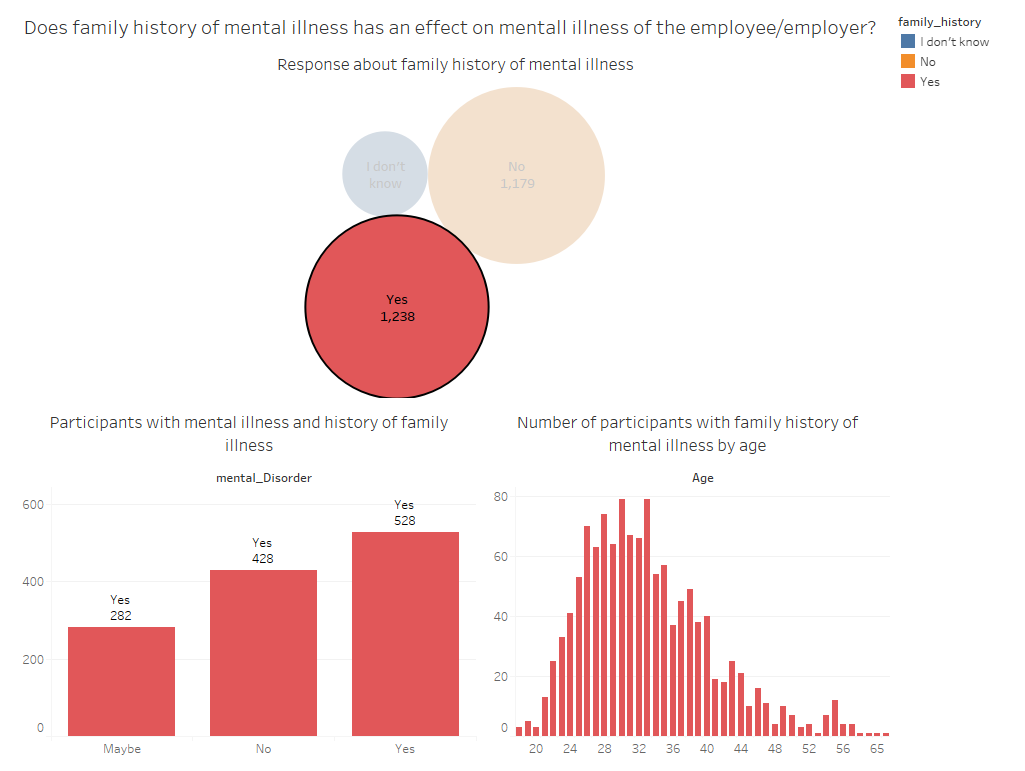 Does family history of mental illness has an effect on mentall illness of the employee/employer?
family_history
I don't know
No
Yes
Response about family history of mental illness
I don't
know
No
1,179
Yes
1,238
Participants with mental illness and history of family
illness
mental_Disorder
600
400
200
0
Yes
282
Yes
428
Yes
528
Maybe
No
Yes
Number of participants with family history of
mental illness by age
Age
80
60
40
20
0
20 24 28 32 36 40 44 48 52 56 65